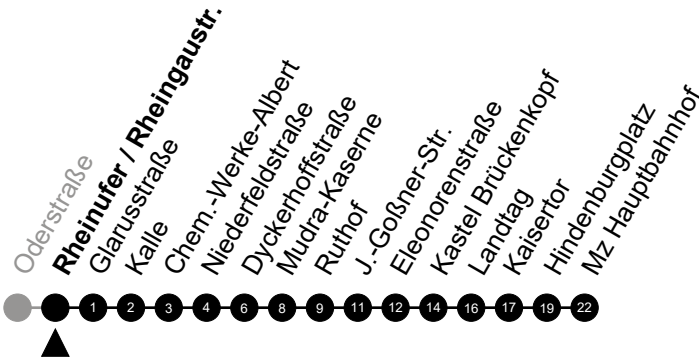 Oderstraße
Rheinufer / Rheingaustr.
Glarusstraße
Kalle
Chem.-Werke-Albert
Niederfeldstraße
Dyckerhoffstraße
Mudra-Kaserne
Ruthof
J.-Goßner-Str.
Eleonorenstraße
Kastel Brückenkopf
Landtag
Kaisertor
Hindenburgplatz
Mz Hauptbahnhof
1 2 3 4 6 8 9 11 12 14 16 17 19 22